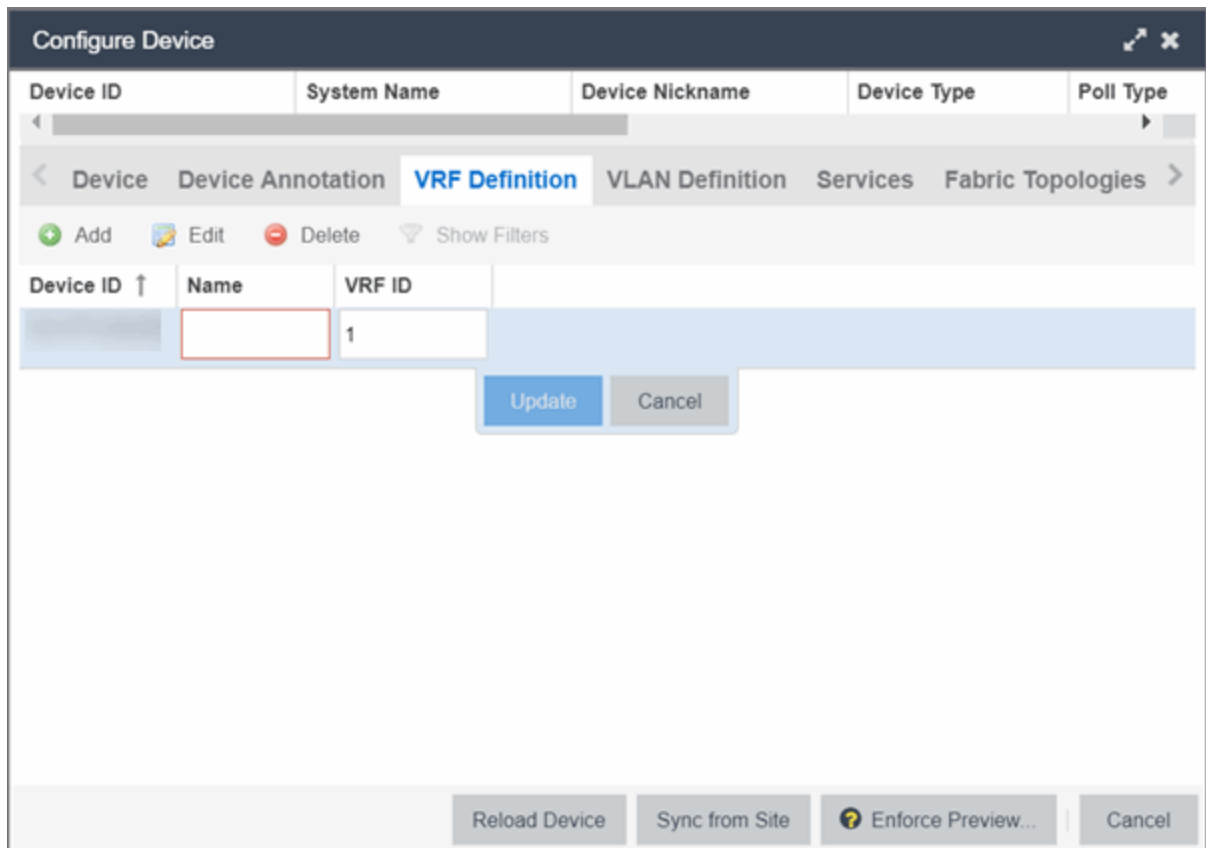 Configure Device
Device ID System Name Device Nickname Device Type Poll Type
Device Device Annotation VRF Definition VLAN Definition Services Fabric Topologies
Add Edit Delete Show Filters
Device ID Name VRF ID
1
Update Cancel
Reload Device Sync from Site Enforce Preview... Cancel